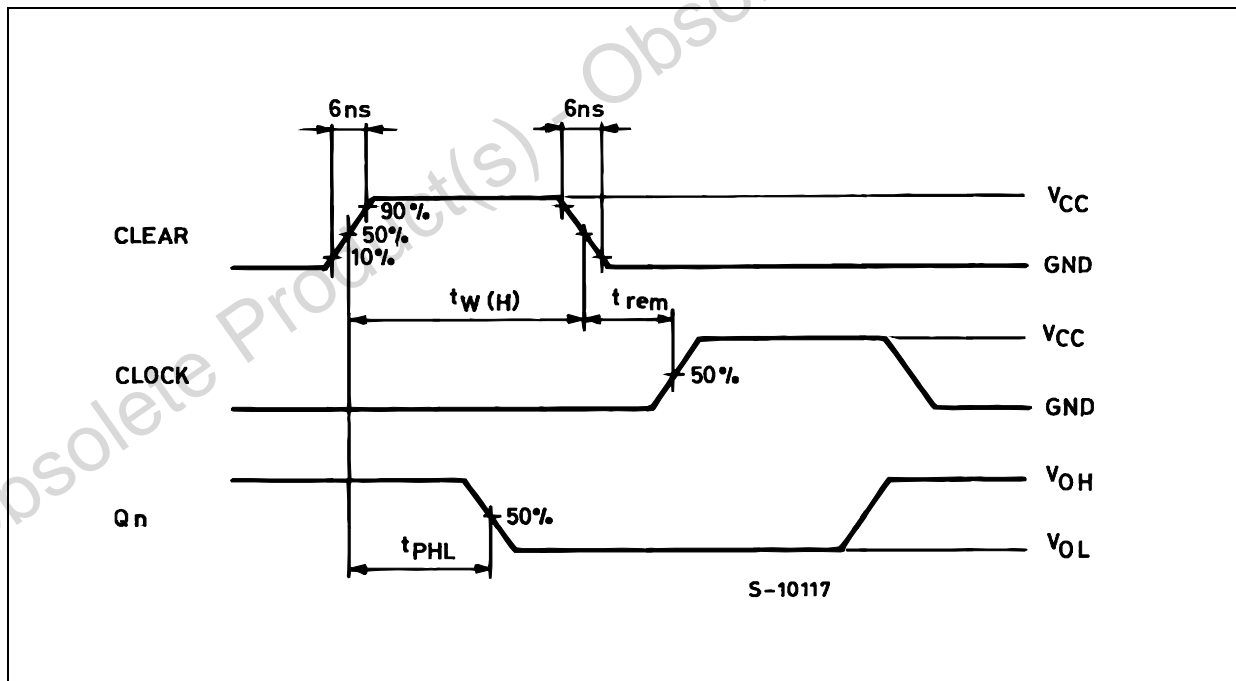 Obsolete Product(s) - Obsol
6ns 6ns
VCC
90%
CLEAR 50%
10%
GND
tW(H) trem
VCC
CLOCK 50%
GND
VOH
Qn 50%
tPHL
VOL
S-10117